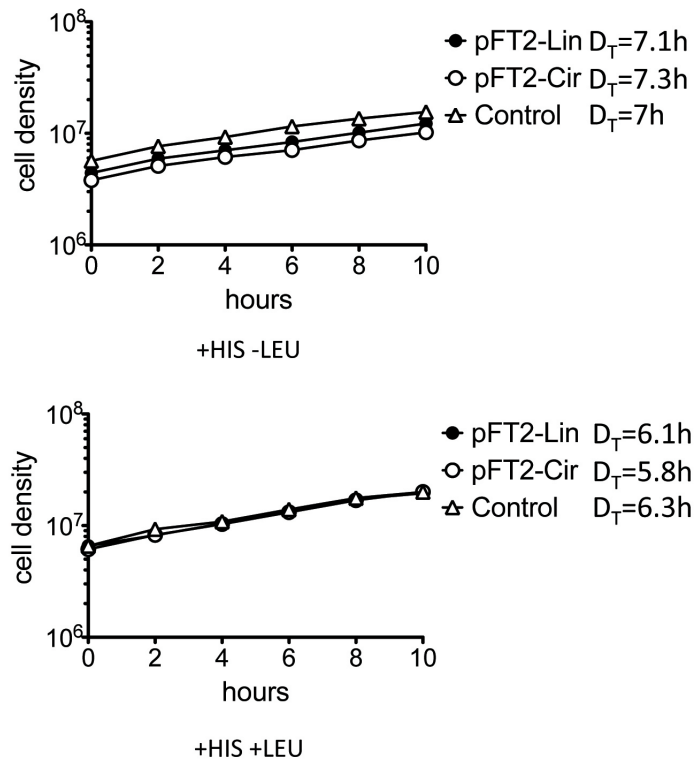 10⁸
10⁷
10⁶
cell density
0 2 4 6 8 10
hours
pFT2-Lin D_T=7.1h
pFT2-Cir D_T=7.3h
Control D_T=7h
+HIS -LEU
10⁸
10⁷
10⁶
cell density
0 2 4 6 8 10
hours
pFT2-Lin D_T=6.1h
pFT2-Cir D_T=5.8h
Control D_T=6.3h
+HIS +LEU